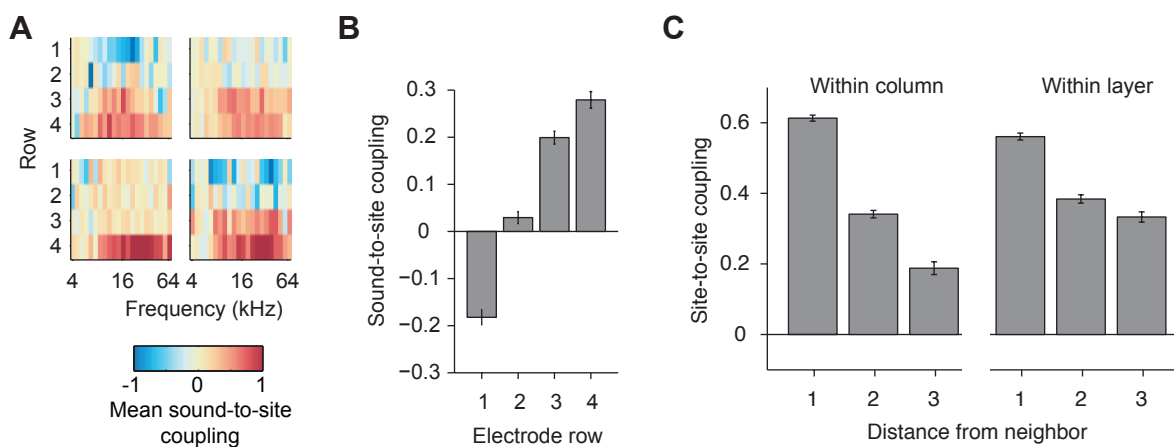 A
1
2
3
4
Row
1
2
3
4
4 16 64 4 16 64
Frequency (kHz)
-1 0 1
Mean sound-to-site
coupling
B
Sound-to-site coupling
0.3
0.2
0.1
0
−0.1
−0.2
−0.3
1 2 3 4
Electrode row
C
Within column Within layer
Site-to-site coupling
0.6
0.4
0.2
0
1 2 3 1 2 3
Distance from neighbor